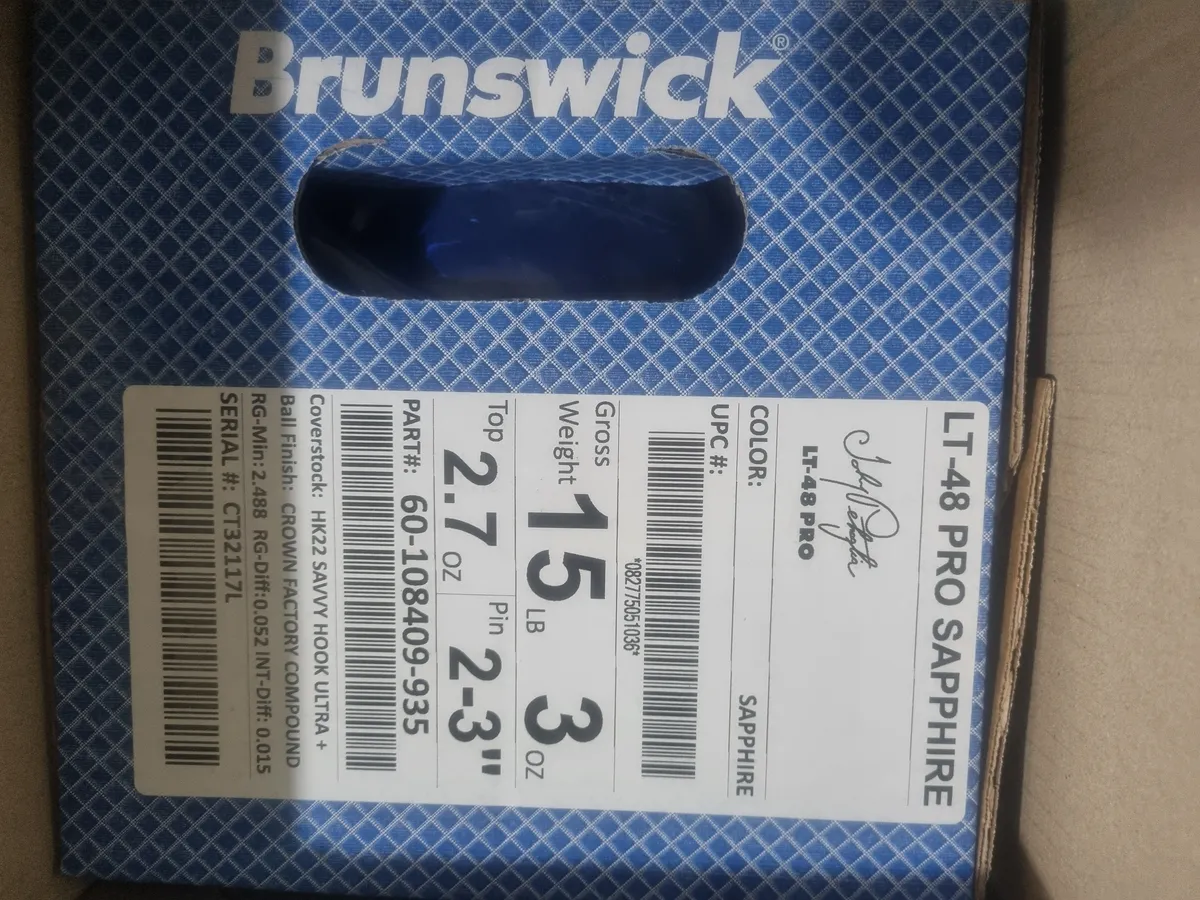 Brunswick®
LT-48 PRO SAPPHIRE
LT-48 PRO
COLOR: SAPPHIRE
UPC #:
*082775051036*
Gross Weight 15 LB 3 OZ
Top 2.7 OZ Pin 2-3"
PART#: 60-108409-935
Coverstock: HK22 SAVVY HOOK ULTRA +
Ball Finish: CROWN FACTORY COMPOUND
RG-Min: 2.488 RG-Diff:0.052 INT-Diff: 0.015
SERIAL #: CT32117L